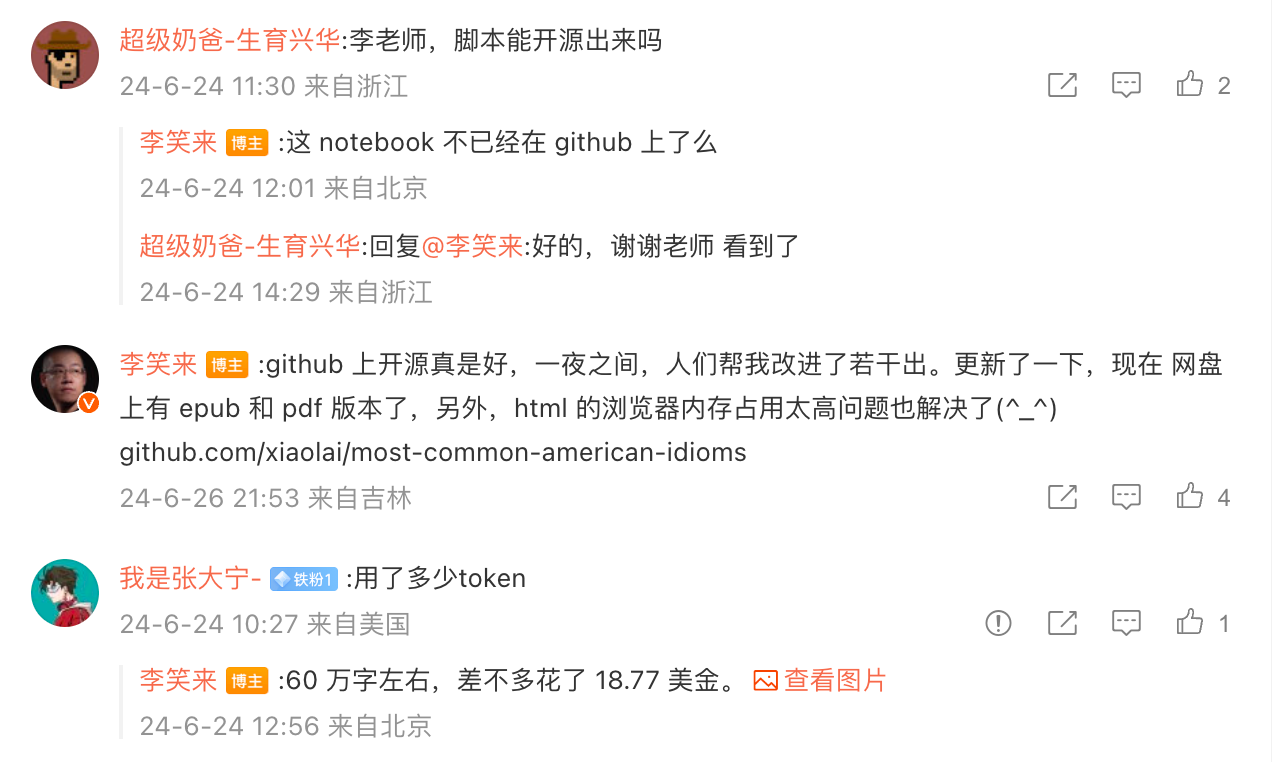 超级奶爸-生育兴华:李老师，脚本能开源出来吗
24-6-24 11:30 来自浙江
2
李笑来 博主 :这 notebook 不已经在 github 上了么
24-6-24 12:01 来自北京
超级奶爸-生育兴华:回复@李笑来:好的，谢谢老师 看到了
24-6-24 14:29 来自浙江
李笑来 博主 :github 上开源真是好，一夜之间，人们帮我改进了若干出。更新了一下，现在 网盘
上有 epub 和 pdf 版本了，另外，html 的浏览器内存占用太高问题也解决了(^_^)
github.com/xiaolai/most-common-american-idioms
24-6-26 21:53 来自吉林
4
我是张大宁- 铁粉1 :用了多少token
24-6-24 10:27 来自美国
1
李笑来 博主 :60 万字左右，差不多花了 18.77 美金。 查看图片
24-6-24 12:56 来自北京